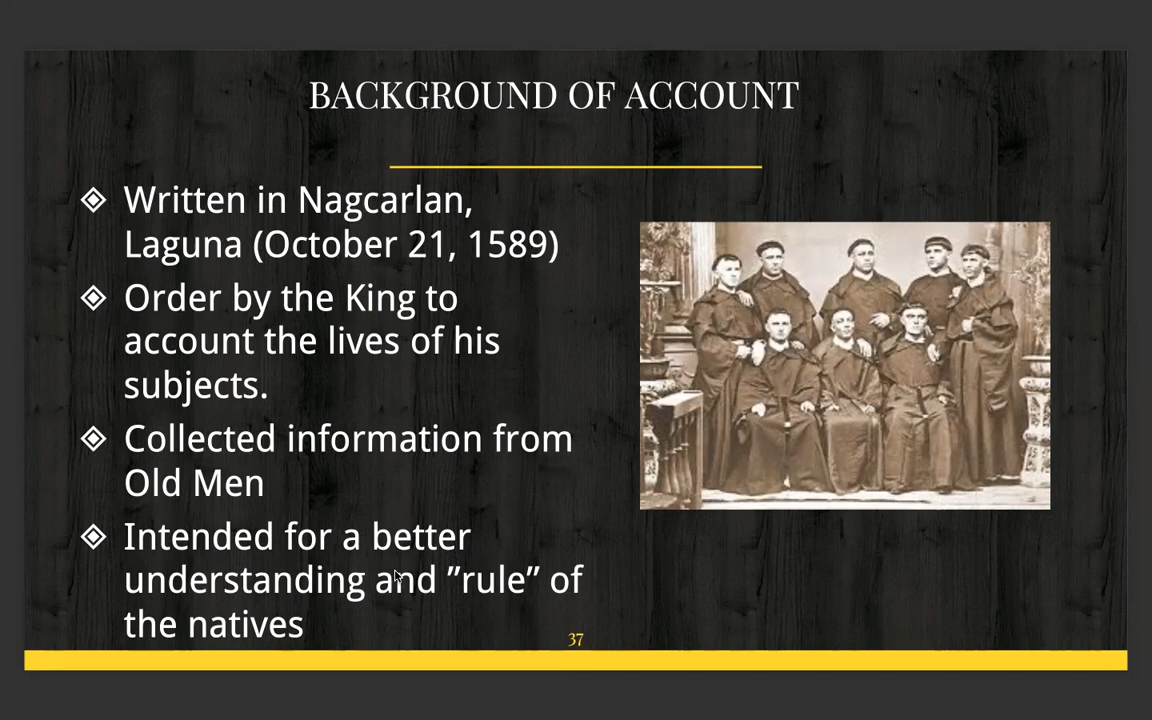 BACKGROUND OF ACCOUNT
Written in Nagcarlan,
Laguna (October 21, 1589)
Order by the King to
account the lives of his
subjects.
Collected information from
Old Men
Intended for a better
understanding and ”rule” of
the natives
37